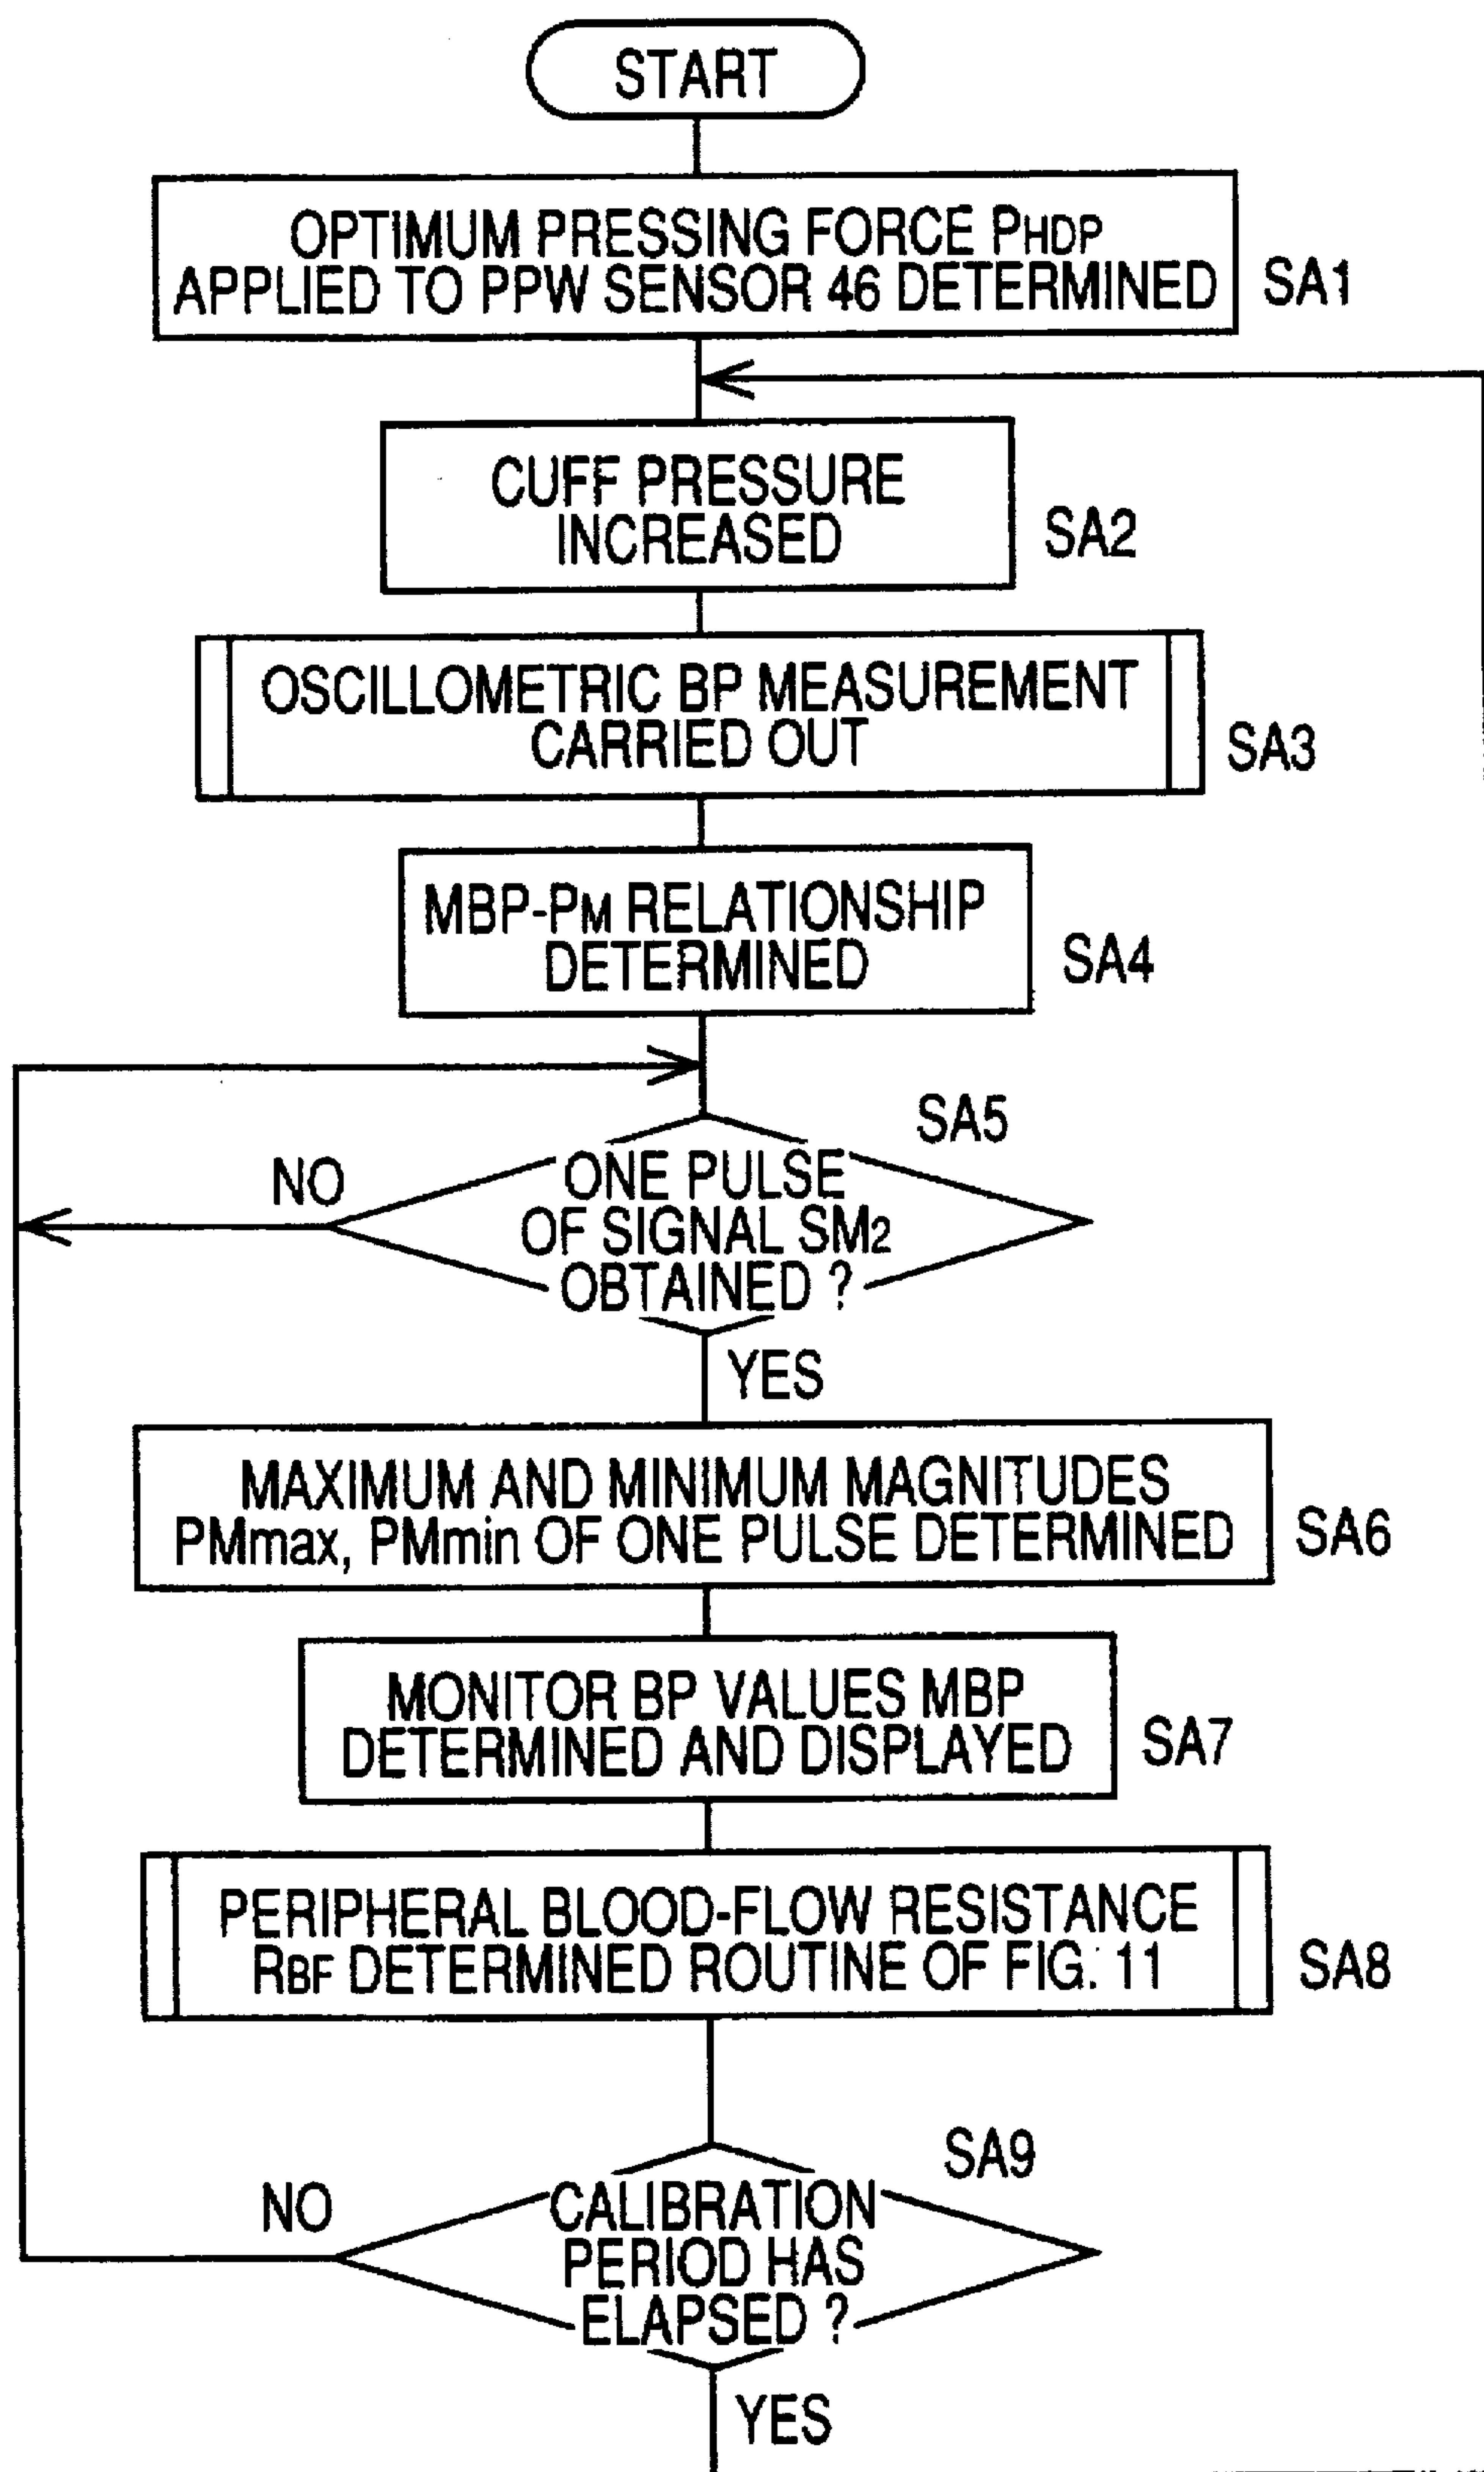 START
OPTIMUM PRESSING FORCE PHDP
APPLIED TO PPW SENSOR 46 DETERMINED
SA1
CUFF PRESSURE
INCREASED
SA2
OSCILLOMETRIC BP MEASUREMENT
CARRIED OUT
SA3
MBP-PM RELATIONSHIP
DETERMINED
SA4
SA5
NO
ONE PULSE
OF SIGNAL SM2
OBTAINED ?
YES
MAXIMUM AND MINIMUM MAGNITUDES
PMmax, PMmin OF ONE PULSE DETERMINED
SA6
MONITOR BP VALUES MBP
DETERMINED AND DISPLAYED
SA7
PERIPHERAL BLOOD-FLOW RESISTANCE
RBF DETERMINED ROUTINE OF FIG. 11
SA8
SA9
NO
CALIBRATION
PERIOD HAS
ELAPSED ?
YES